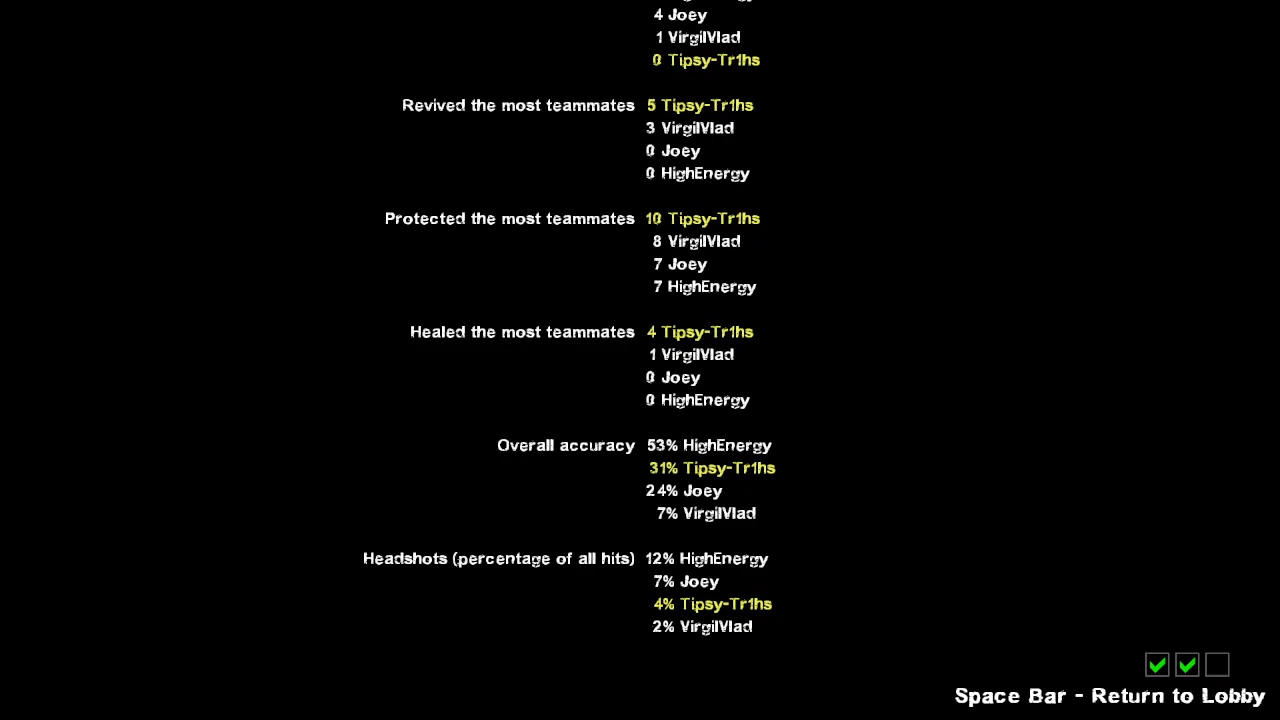 4 Joey
1 VirgilVlad
0 Tipsy-Tr1hs
Revived the most teammates 5 Tipsy-Tr1hs
3 VirgilVlad
0 Joey
0 HighEnergy
Protected the most teammates 10 Tipsy-Tr1hs
8 VirgilVlad
7 Joey
7 HighEnergy
Healed the most teammates 4 Tipsy-Tr1hs
1 VirgilVlad
0 Joey
0 HighEnergy
Overall accuracy 53% HighEnergy
31% Tipsy-Tr1hs
24% Joey
7% VirgilVlad
Headshots (percentage of all hits) 12% HighEnergy
7% Joey
4% Tipsy-Tr1hs
2% VirgilVlad
Space Bar - Return to Lobby